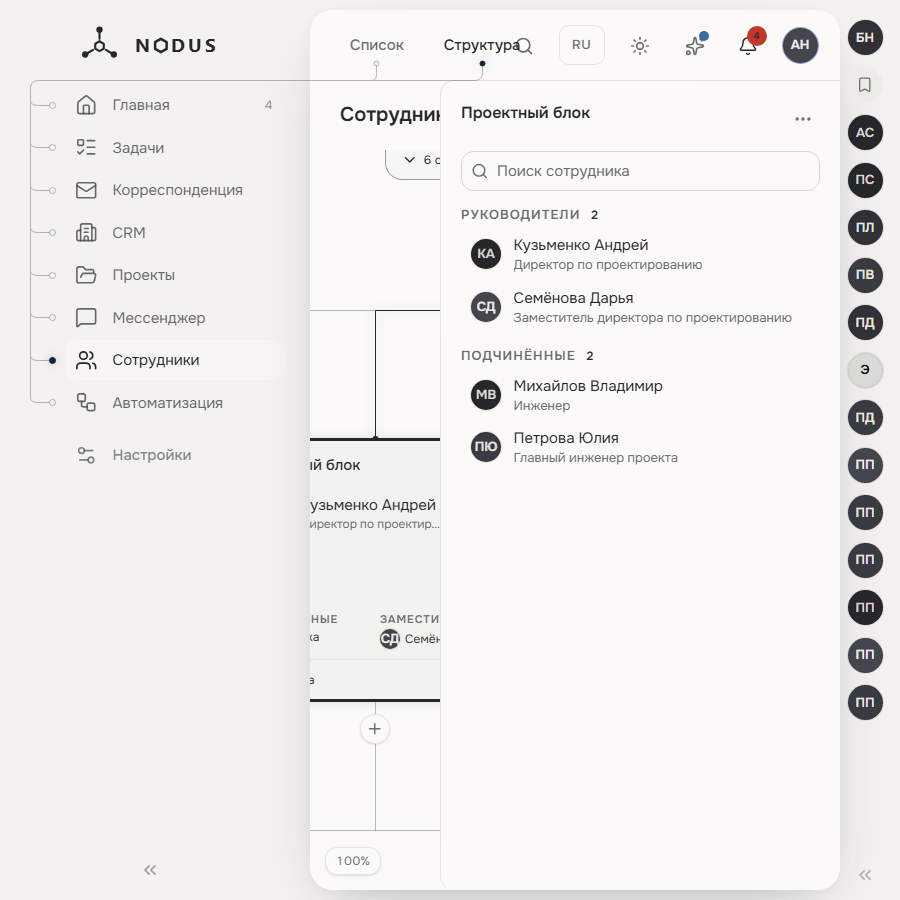 NODUS
Главная 4
Задачи
Корреспонденция
CRM
Проекты
Мессенджер
Сотрудники
Автоматизация
Настройки
Список
Структура
RU
4
АН
Проектный блок
Поиск сотрудника
РУКОВОДИТЕЛИ 2
КА
Кузьменко Андрей
Директор по проектированию
СД
Семёнова Дарья
Заместитель директора по проектированию
ПОДЧИНЁННЫЕ 2
МВ
Михайлов Владимир
Инженер
ПЮ
Петрова Юлия
Главный инженер проекта
Сотрудник
6 с
ый блок
узьменко Андрей
иректор по проектир...
НЫЕ
ЗАМЕСТИ
ка
СД
Семён
а
100%
БН
АС
ПС
ПЛ
ПВ
ПД
Э
ПД
ПП
ПП
ПП
ПП
ПП
ПП